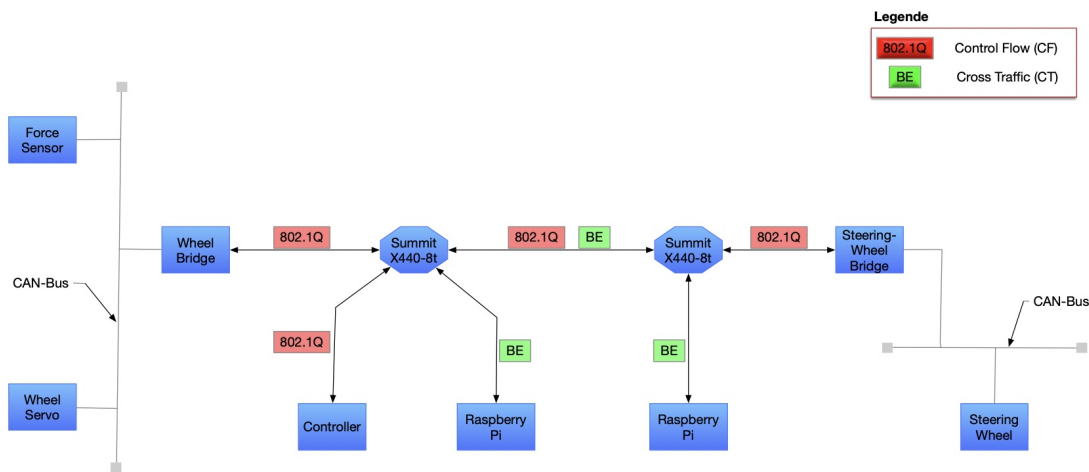 Legende
802.1Q Control Flow (CF)
BE Cross Traffic (CT)
Force
Sensor
Wheel
Bridge
802.1Q
Summit
X440-8t
802.1Q BE
Summit
X440-8t
802.1Q
Steering-
Wheel
Bridge
CAN-Bus
CAN-Bus
802.1Q
BE
BE
Wheel
Servo
Controller
Raspberry
Pi
Raspberry
Pi
Steering
Wheel